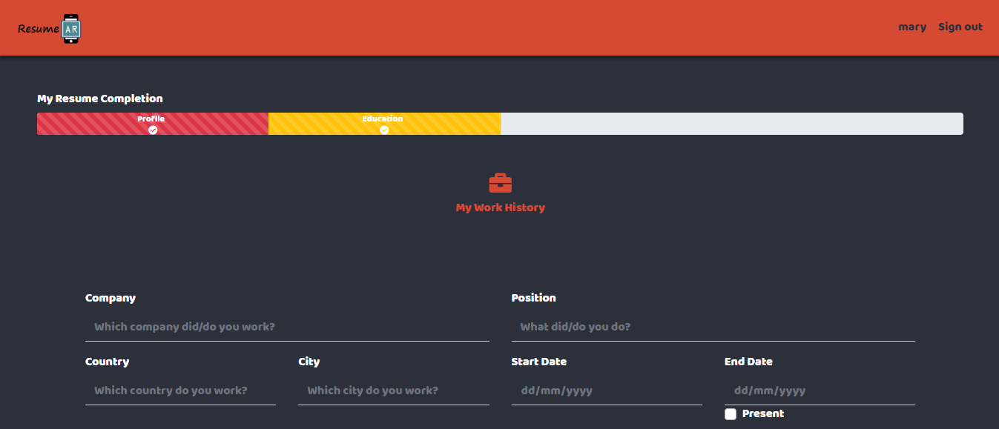 Resume AR
mary Sign out
My Resume Completion
Profile Education
My Work History
Company Position
Which company did/do you work? What did/do you do?
Country City Start Date End Date
Which country do you work? Which city do you work? dd/mm/yyyy dd/mm/yyyy
Present